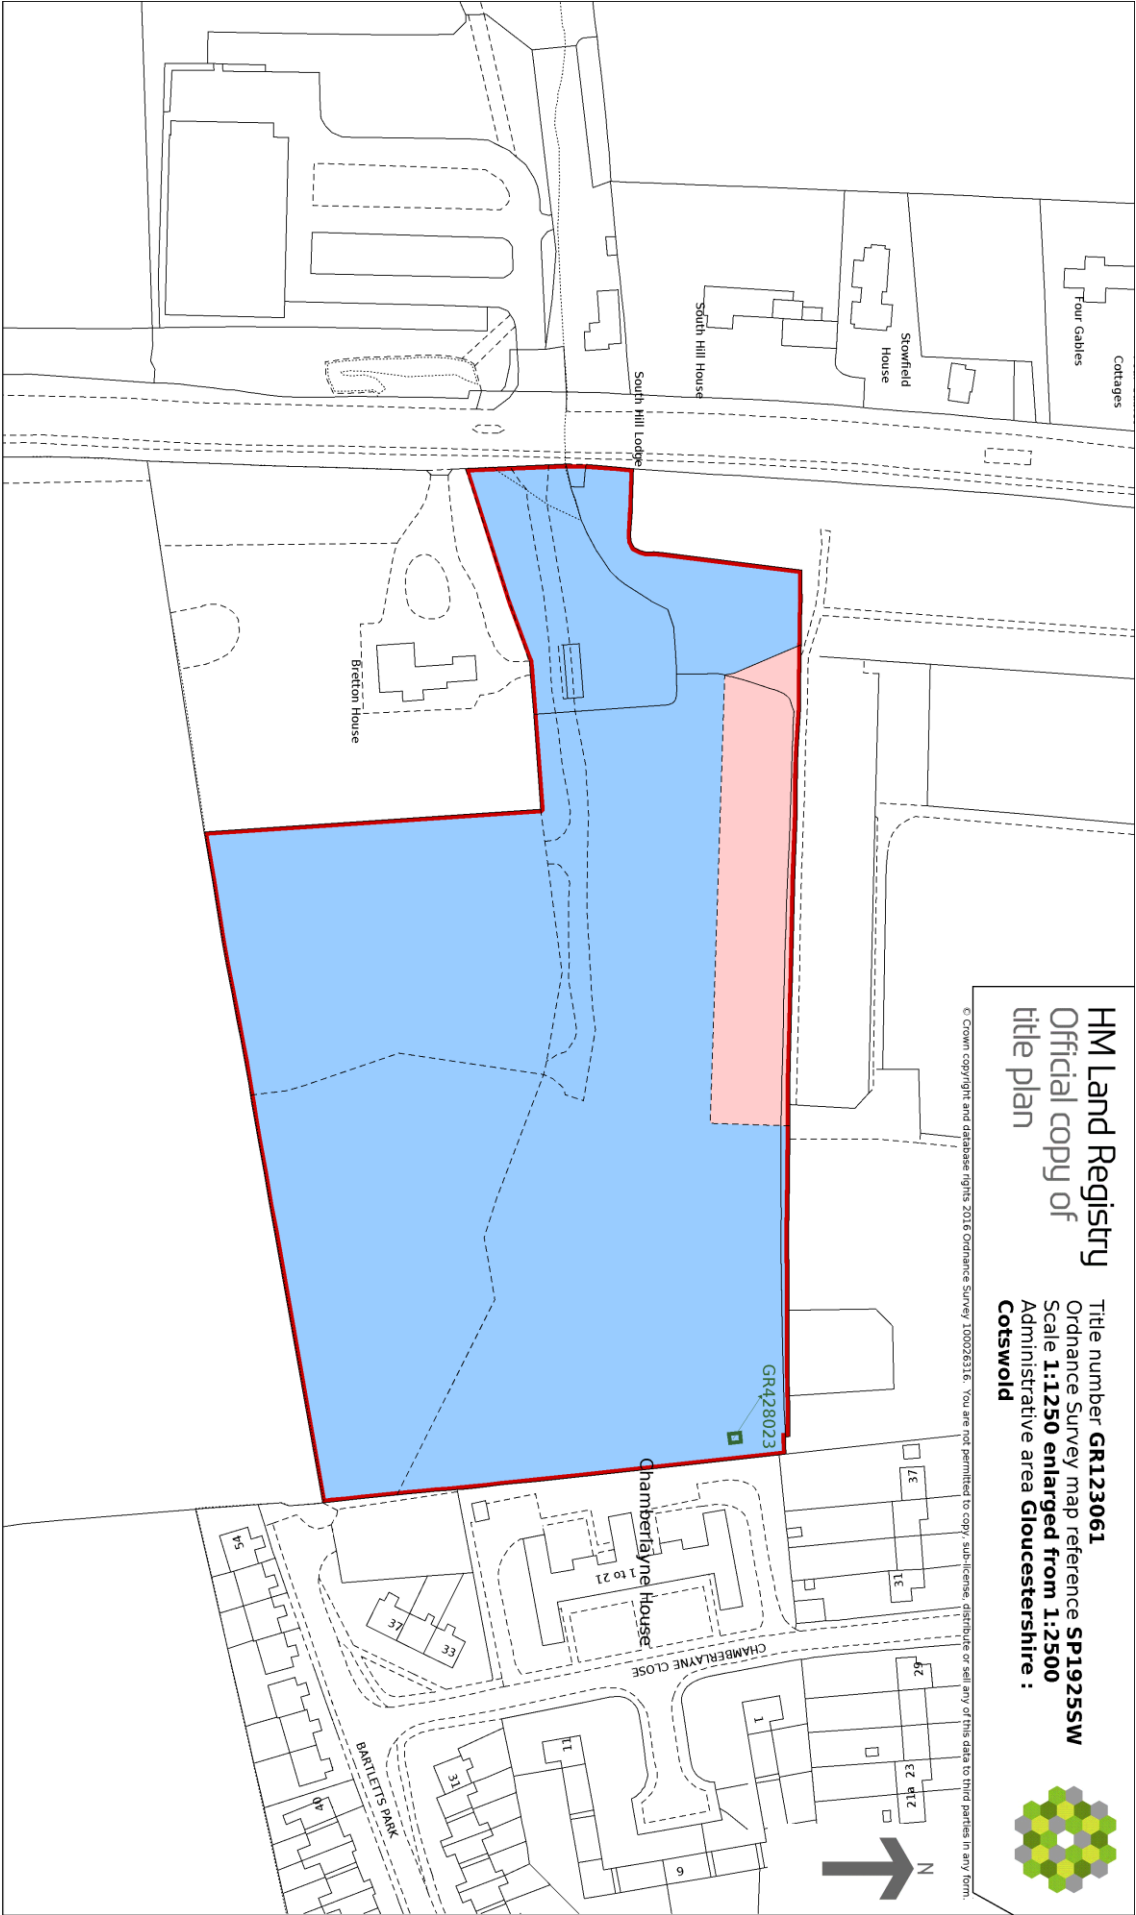 HM Land Registry
Official copy of
title plan
Title number GR123061
Ordnance Survey map reference SP1925SW
Scale 1:1250 enlarged from 1:2500
Administrative area Gloucestershire :
Cotswold
© Crown copyright and database rights 2016 Ordnance Survey 100026316. You are not permitted to copy, sub-license, distribute or sell any of this data to third parties in any form.
N
Cottages
Four Gables
Stowfield
House
South Hill House
South Hill Lodge
Bretton House
GR428023
Chamberlayne House
1 to 21
CHAMBERLAYNE CLOSE
BARTLETTS PARK
37
31
29
23
21a
1
11
6
37
33
31
54
40